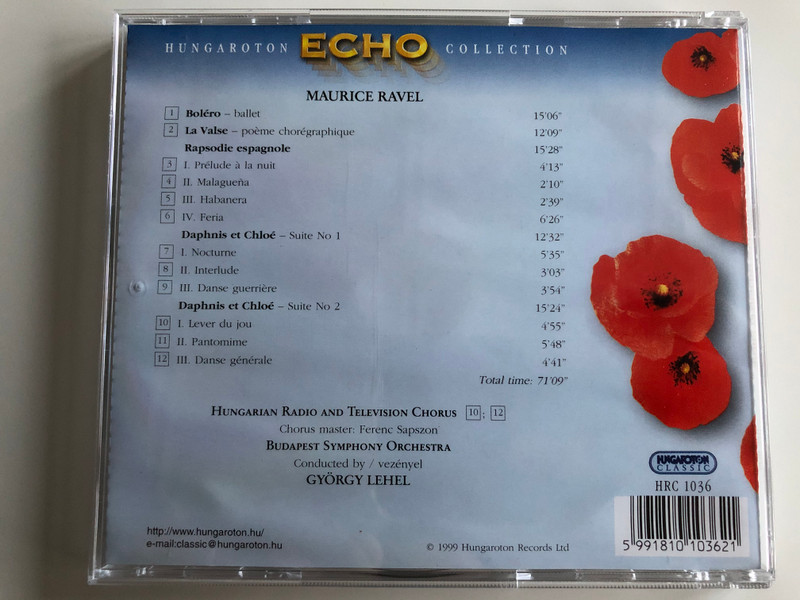 HUNGAROTON ECHO COLLECTION
MAURICE RAVEL
1 Boléro – ballet 15'06"
2 La Valse – poème chorégraphique 12'09"
Rapsodie espagnole 15'28"
3 I. Prélude à la nuit 4'13"
4 II. Malagueña 2'10"
5 III. Habanera 2'39"
6 IV. Feria 6'26"
Daphnis et Chloé – Suite No 1 12'32"
7 I. Nocturne 5'35"
8 II. Interlude 3'03"
9 III. Danse guerrière 3'54"
Daphnis et Chloé – Suite No 2 15'24"
10 I. Lever du jou 4'55"
11 II. Pantomime 5'48"
12 III. Danse générale 4'41"
Total time: 71'09"
HUNGARIAN RADIO AND TELEVISION CHORUS 10; 12
Chorus master: Ferenc Sapszon
BUDAPEST SYMPHONY ORCHESTRA
Conducted by / vezényel
GYÖRGY LEHEL
HUNGAROTON
CLASSIC
HRC 1036
http://www.hungaroton.hu/
e-mail:classic@hungaroton.hu
© 1999 Hungaroton Records Ltd
5 991810 103621